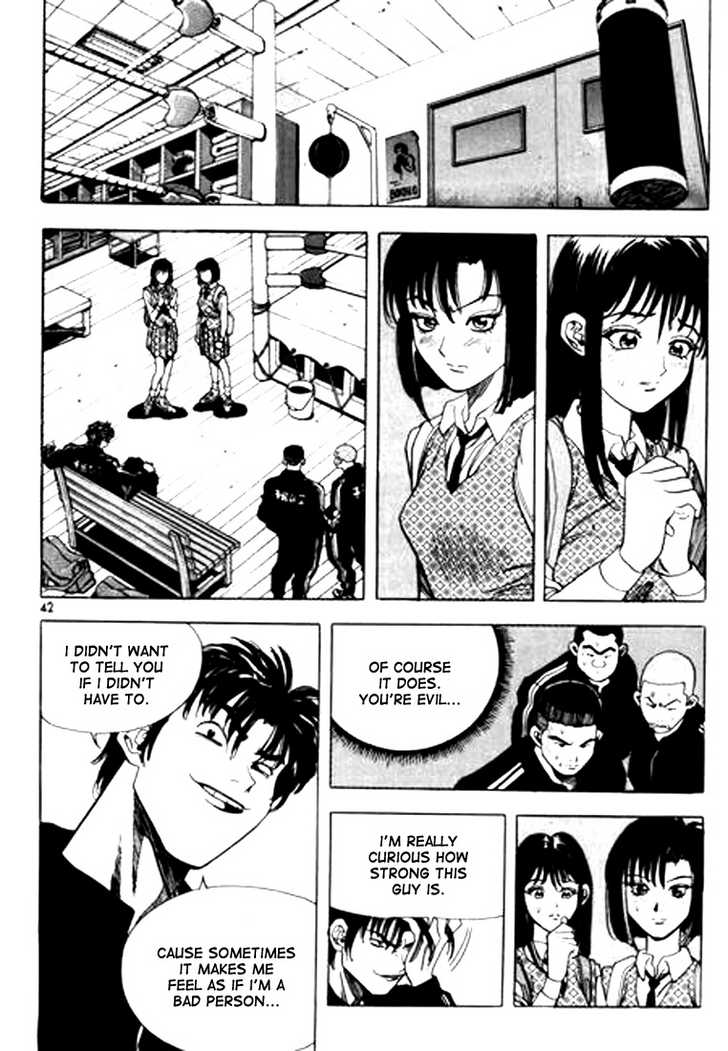 BOXING
42
I DIDN'T WANT
TO TELL YOU
IF I DIDN'T
HAVE TO.
OF COURSE
IT DOES.
YOU'RE EVIL...
I'M REALLY
CURIOUS HOW
STRONG THIS
GUY IS.
CAUSE SOMETIMES
IT MAKES ME
FEEL AS IF I'M A
BAD PERSON...